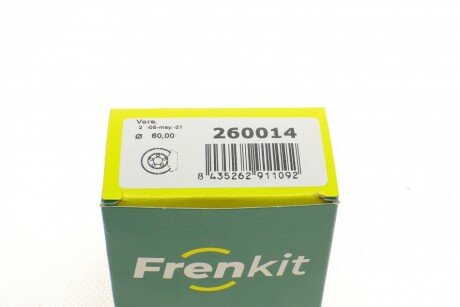 Vers.
2 -06-may.-21
Ø 60,00
260014
8 435262 911092
Frenkit